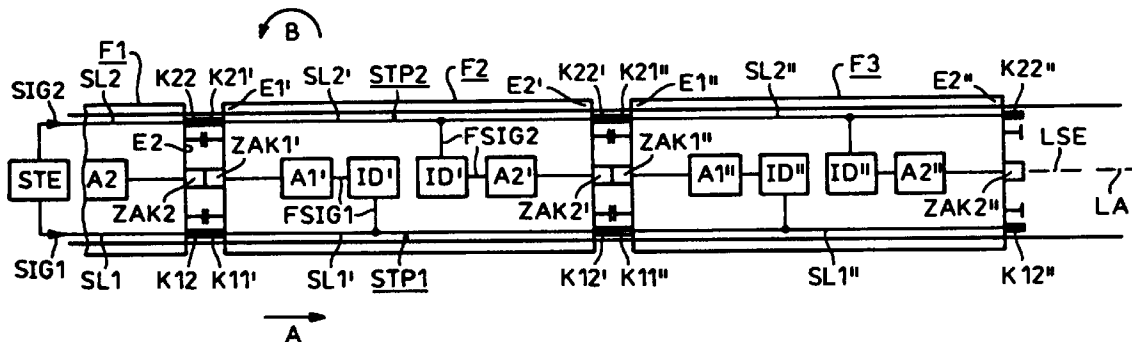 B
F1
SL2
K22
K21'
E1'
SL2'
STP2
F2
E2'
K22'
K21"
E1"
SL2"
F3
E2"
K22"
SIG2
E2
ZAK1'
FSIG2
ZAK1"
LSE
STE
A2
A1'
ID'
ID'
A2'
A1"
ID"
ID"
A2"
ZAK2
FSIG1
ZAK2'
ZAK2"
LA
SIG1
SL1
K12
K11'
SL1'
STP1
K12'
K11"
SL1"
K12"
A